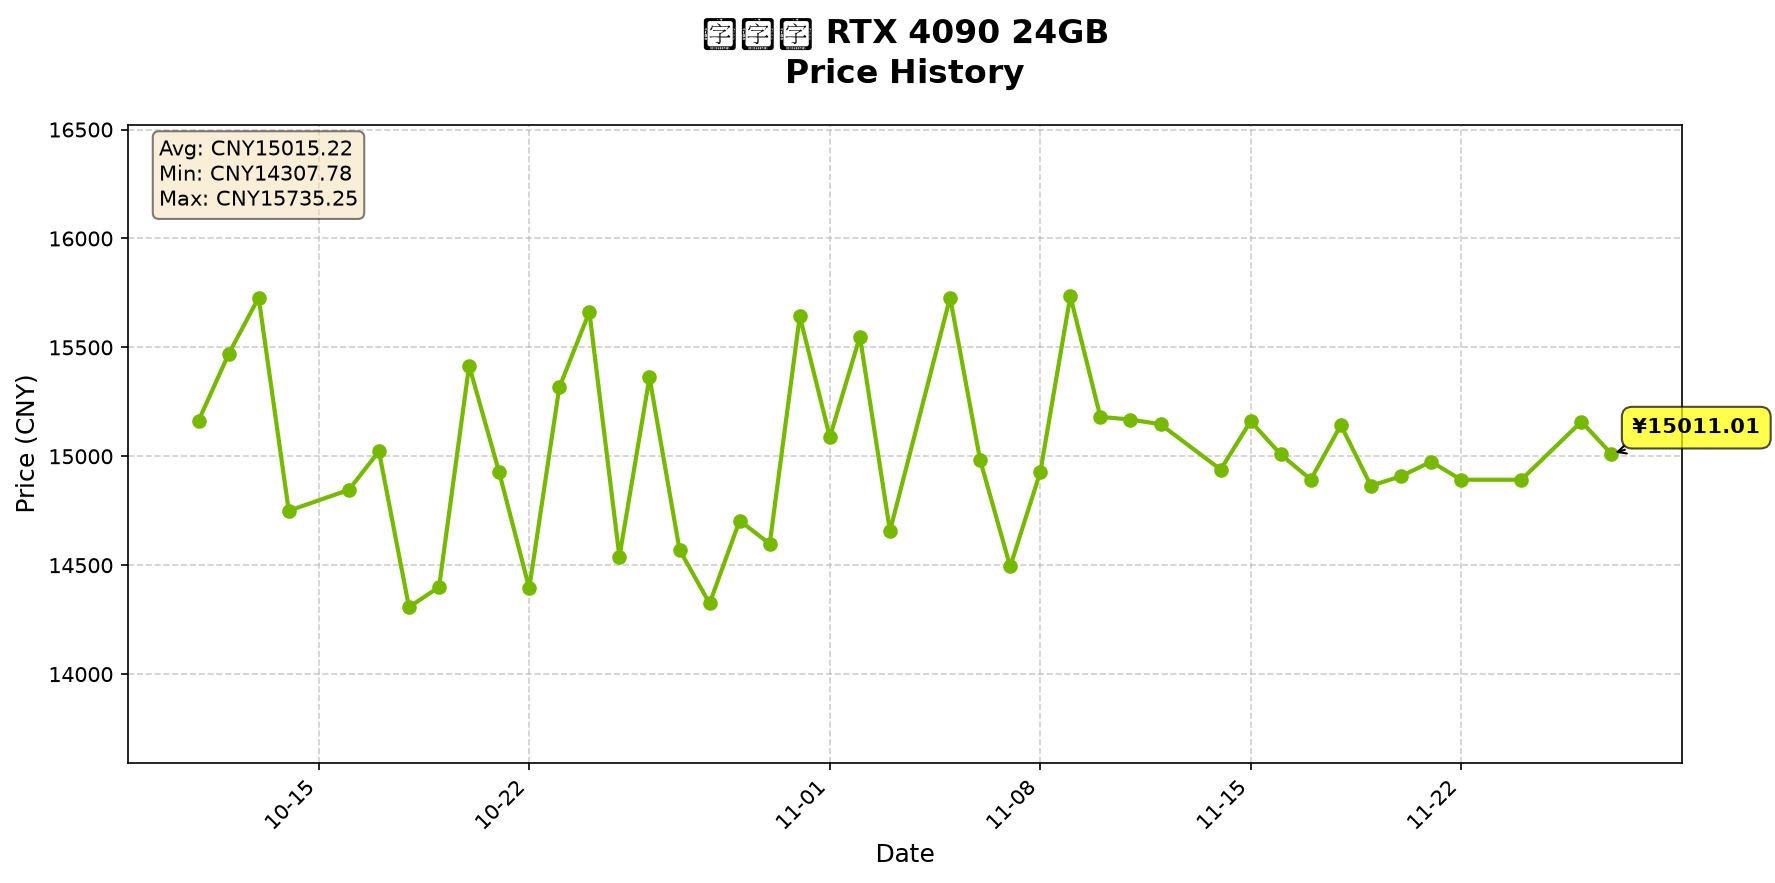 RTX 4090 24GB
Price History
Avg: CNY15015.22
Min: CNY14307.78
Max: CNY15735.25
¥15011.01
Price (CNY)
16500
16000
15500
15000
14500
14000
10-15
10-22
11-01
11-08
11-15
11-22
Date